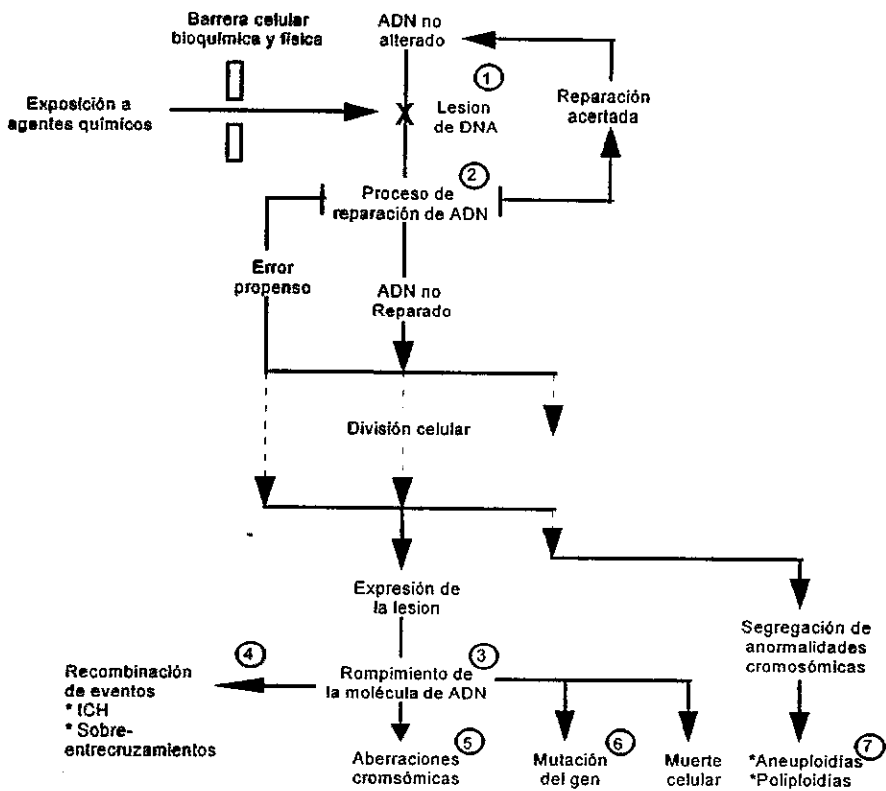 Barrera celular
bioquímica y física
ADN no
alterado
1
Exposición a
agentes químicos
X
Lesion
de DNA
Reparación
acertada
2
Proceso de
reparación de ADN
Error
propenso
ADN no
Reparado
División celular
Expresión de
la lesion
Segregación de
anormalidades
cromosómicas
4
Recombinación
de eventos
* ICH
* Sobre-
entrecruzamientos
3
Rompimiento de
la molécula de ADN
5
Aberraciones
cromsómicas
6
Mutación
del gen
Muerte
celular
7
*Aneuploidías
*Poliploidías